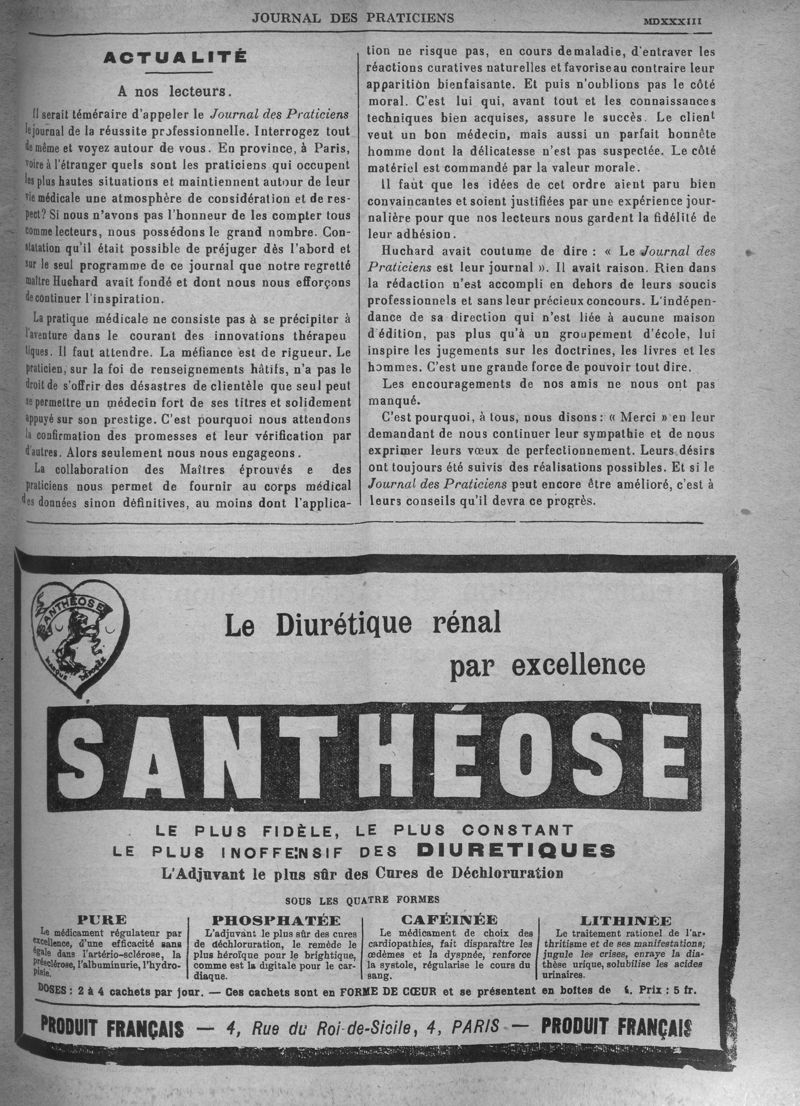 JOURNAL DES PRATICIENS
MDXXXIII
ACTUALITÉ
A nos lecteurs.
Il serait téméraire d'appeler le Journal des Praticiens
le journal de la réussite professionnelle. Interrogez tout
de même et voyez autour de vous. En province, à Paris,
voire à l'étranger quels sont les praticiens qui occupent
les plus hautes situations et maintiennent autour de leur
vie médicale une atmosphère de considération et de res-
pect? Si nous n'avons pas l'honneur de les compter tous
comme lecteurs, nous possédons le grand nombre. Con-
statation qu'il était possible de préjuger dès l'abord et
sur le seul programme de ce journal que notre regretté
maître Huchard avait fondé et dont nous nous efforçons
de continuer l'inspiration.
La pratique médicale ne consiste pas à se précipiter à
l'aventure dans le courant des innovations thérapeu
tiques. Il faut attendre. La méfiance est de rigueur. Le
praticien, sur la foi de renseignements hâtifs, n'a pas le
droit de s'offrir des désastres de clientèle que seul peut
se permettre un médecin fort de ses titres et solidement
appuyé sur son prestige. C'est pourquoi nous attendons
la confirmation des promesses et leur vérification par
d'autres. Alors seulement nous nous engageons.
La collaboration des Maîtres éprouvés e des
praticiens nous permet de fournir au corps médical
des données sinon définitives, au moins dont l'applica-
tion ne risque pas, en cours de maladie, d'entraver les
réactions curatives naturelles et favorise au contraire leur
apparition bienfaisante. Et puis n'oublions pas le côté
moral. C'est lui qui, avant tout et les connaissances
techniques bien acquises, assure le succès. Le client
veut un bon médecin, mais aussi un parfait honnête
homme dont la délicatesse n'est pas suspectée. Le côté
matériel est commandé par la valeur morale.
Il faut que les idées de cet ordre aient paru bien
convaincantes et soient justifiées par une expérience jour-
nalière pour que nos lecteurs nous gardent la fidélité de
leur adhésion.
Huchard avait coutume de dire : « Le Journal des
Praticiens est leur journal ». Il avait raison. Rien dans
la rédaction n'est accompli en dehors de leurs soucis
professionnels et sans leur précieux concours. L'indépen-
dance de sa direction qui n'est liée à aucune maison
d'édition, pas plus qu'à un groupement d'école, lui
inspire les jugements sur les doctrines, les livres et les
hommes. C'est une grande force de pouvoir tout dire.
Les encouragements de nos amis ne nous ont pas
manqué.
C'est pourquoi, à tous, nous disons : « Merci » en leur
demandant de nous continuer leur sympathie et de nous
exprimer leurs vœux de perfectionnement. Leurs désirs
ont toujours été suivis des réalisations possibles. Et si le
Journal des Praticiens peut encore être amélioré, c'est à
leurs conseils qu'il devra ce progrès.
SANTHÉOSE
MARQUE DÉPOSÉE
Le Diurétique rénal
par excellence
SANTHÉOSE
LE PLUS FIDÈLE, LE PLUS CONSTANT
LE PLUS INOFFENSIF DES DIURETIQUES
L'Adjuvant le plus sûr des Cures de Déchloruration
SOUS LES QUATRE FORMES
PURE
Le médicament régulateur par
excellence, d'une efficacité sans
égale dans l'artério-sclérose, la
présclérose, l'albuminurie, l'hydro-
pisie.
PHOSPHATÉE
L'adjuvant le plus sûr des cures
de déchloruration, le remède le
plus héroïque pour le brightique,
comme est la digitale pour le car-
diaque.
CAFÉINÉE
Le médicament de choix des
cardiopathies, fait disparaître les
œdèmes et la dyspnée, renforce
la systole, régularise le cours du
sang.
LITHINÉE
Le traitement rationel de l'ar-
thritisme et de ses manifestations;
jugule les crises, enraye la dia-
thèse urique, solubilise les acides
urinaires.
DOSES : 2 à 4 cachets par jour. — Ces cachets sont en FORME DE CŒUR et se présentent en boîtes de Prix : 5 fr.
PRODUIT FRANÇAIS — 4, Rue du Roi-de-Sicile, 4, PARIS — PRODUIT FRANÇAIS